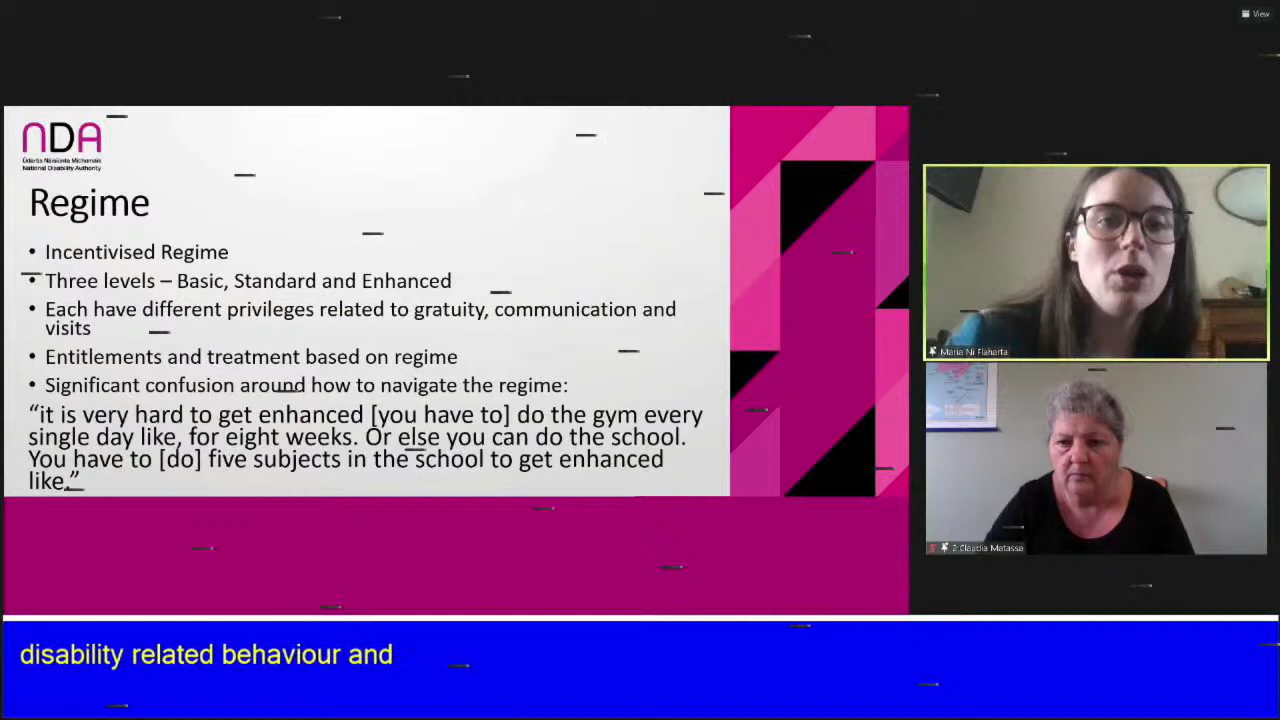 View
NDA
Údarás Náisiúnta Míchumais
National Disability Authority
Regime
• Incentivised Regime
• Three levels – Basic, Standard and Enhanced
• Each have different privileges related to gratuity, communication and
visits
• Entitlements and treatment based on regime
• Significant confusion around how to navigate the regime:
“it is very hard to get enhanced [you have to] do the gym every
single day like, for eight weeks. Or else you can do the school.
You have to [do] five subjects in the school to get enhanced
like.”
Maria Ni Flaharta
2.Claudia Matassa
disability related behaviour and